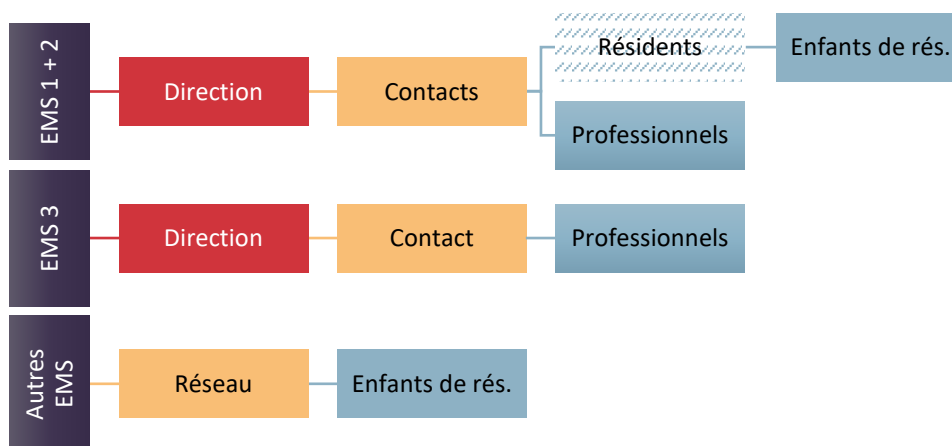 EMS 1 + 2
Direction
Contacts
Résidents
Enfants de rés.
Professionnels
EMS 3
Direction
Contact
Professionnels
Autres
EMS
Réseau
Enfants de rés.